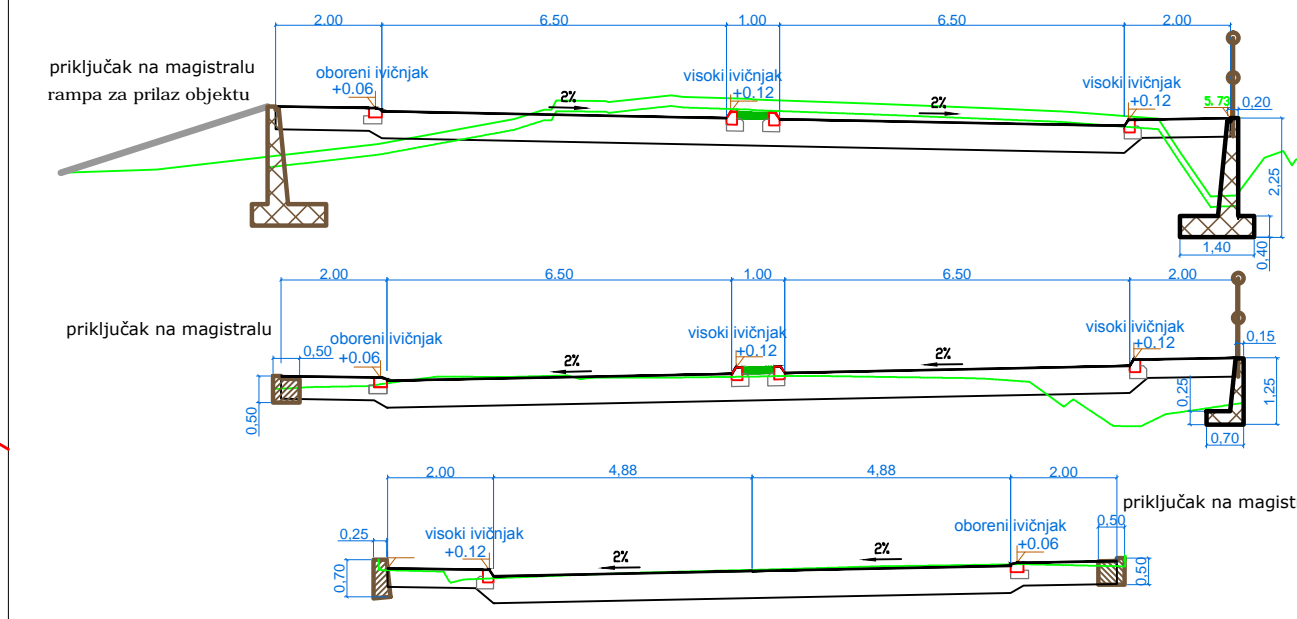 2.00 6.50 1.00 6.50 2.00
priključak na magistralu
rampa za prilaz objektu
oboreni ivičnjak
+0.06
2%
visoki ivičnjak
+0.12
2%
visoki ivičnjak
+0.12
5.73
0,20
2,25
1,40
0,40
2.00 6.50 1.00 6.50 2.00
priključak na magistralu
0,50
0,50
oboreni ivičnjak
+0.06
2%
visoki ivičnjak
+0.12
2%
visoki ivičnjak
+0.12
0,15
0,25
1,25
0,70
2.00 4,88 4,88 2.00
0,25
0,70
visoki ivičnjak
+0.12
2%
2%
oboreni ivičnjak
+0.06
priključak na magist
0,50
0,50